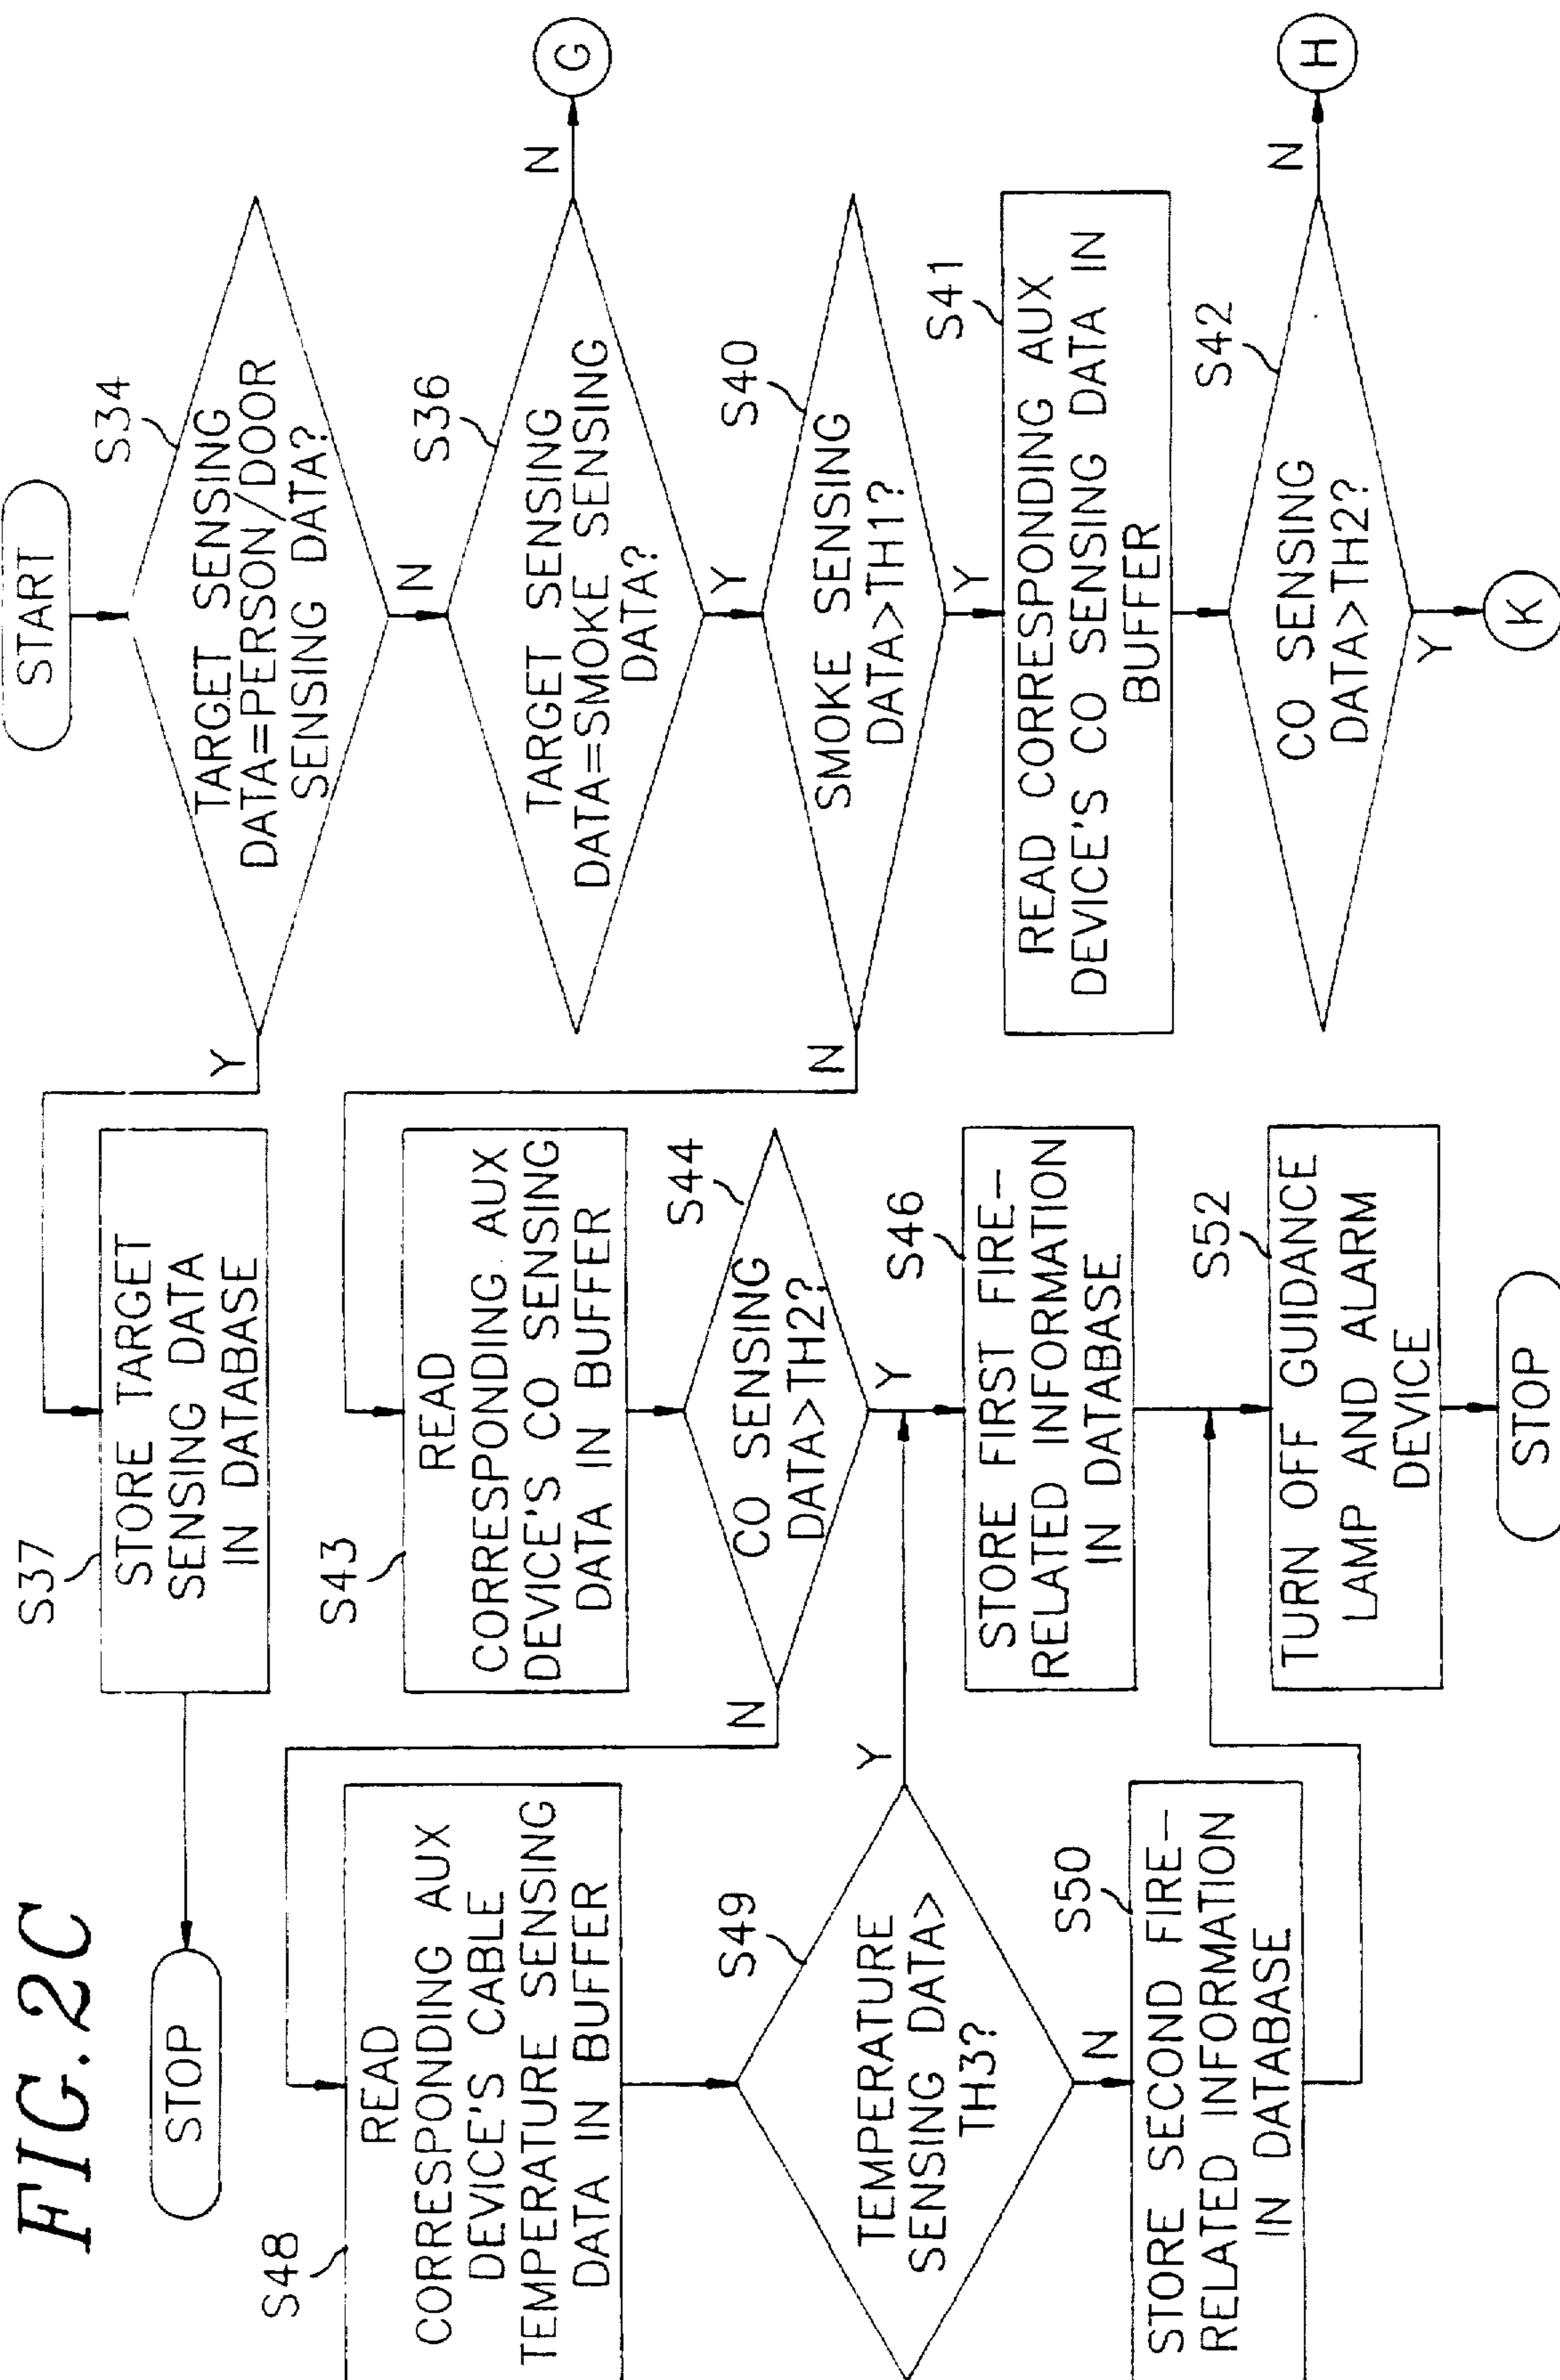 FIG.2C
START
S34
TARGET SENSING
DATA=PERSON/DOOR
SENSING DATA?
Y
N
S37
STORE TARGET
SENSING DATA
IN DATABASE
STOP
S36
TARGET SENSING
DATA=SMOKE SENSING
DATA?
N
G
Y
S40
SMOKE SENSING
DATA>TH1?
N
Y
S43
READ
CORRESPONDING AUX
DEVICE'S CO SENSING
DATA IN BUFFER
S44
CO SENSING
DATA>TH2?
N
Y
S48
READ
CORRESPONDING AUX
DEVICE'S CABLE
TEMPERATURE SENSING
DATA IN BUFFER
S49
TEMPERATURE
SENSING DATA>
TH3?
Y
N
S46
STORE FIRST FIRE-
RELATED INFORMATION
IN DATABASE
S50
STORE SECOND FIRE-
RELATED INFORMATION
IN DATABASE
S52
TURN OFF GUIDANCE
LAMP AND ALARM
DEVICE
STOP
S41
READ CORRESPONDING AUX
DEVICE'S CO SENSING DATA IN
BUFFER
S42
CO SENSING
DATA>TH2?
N
H
Y
K